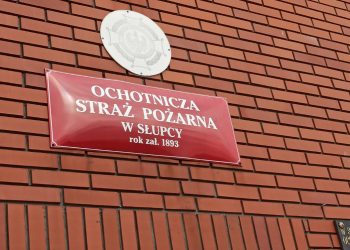 OCHOTNICZA
STRAŻ POŻARNA
W SŁUPCY
rok zał. 1893